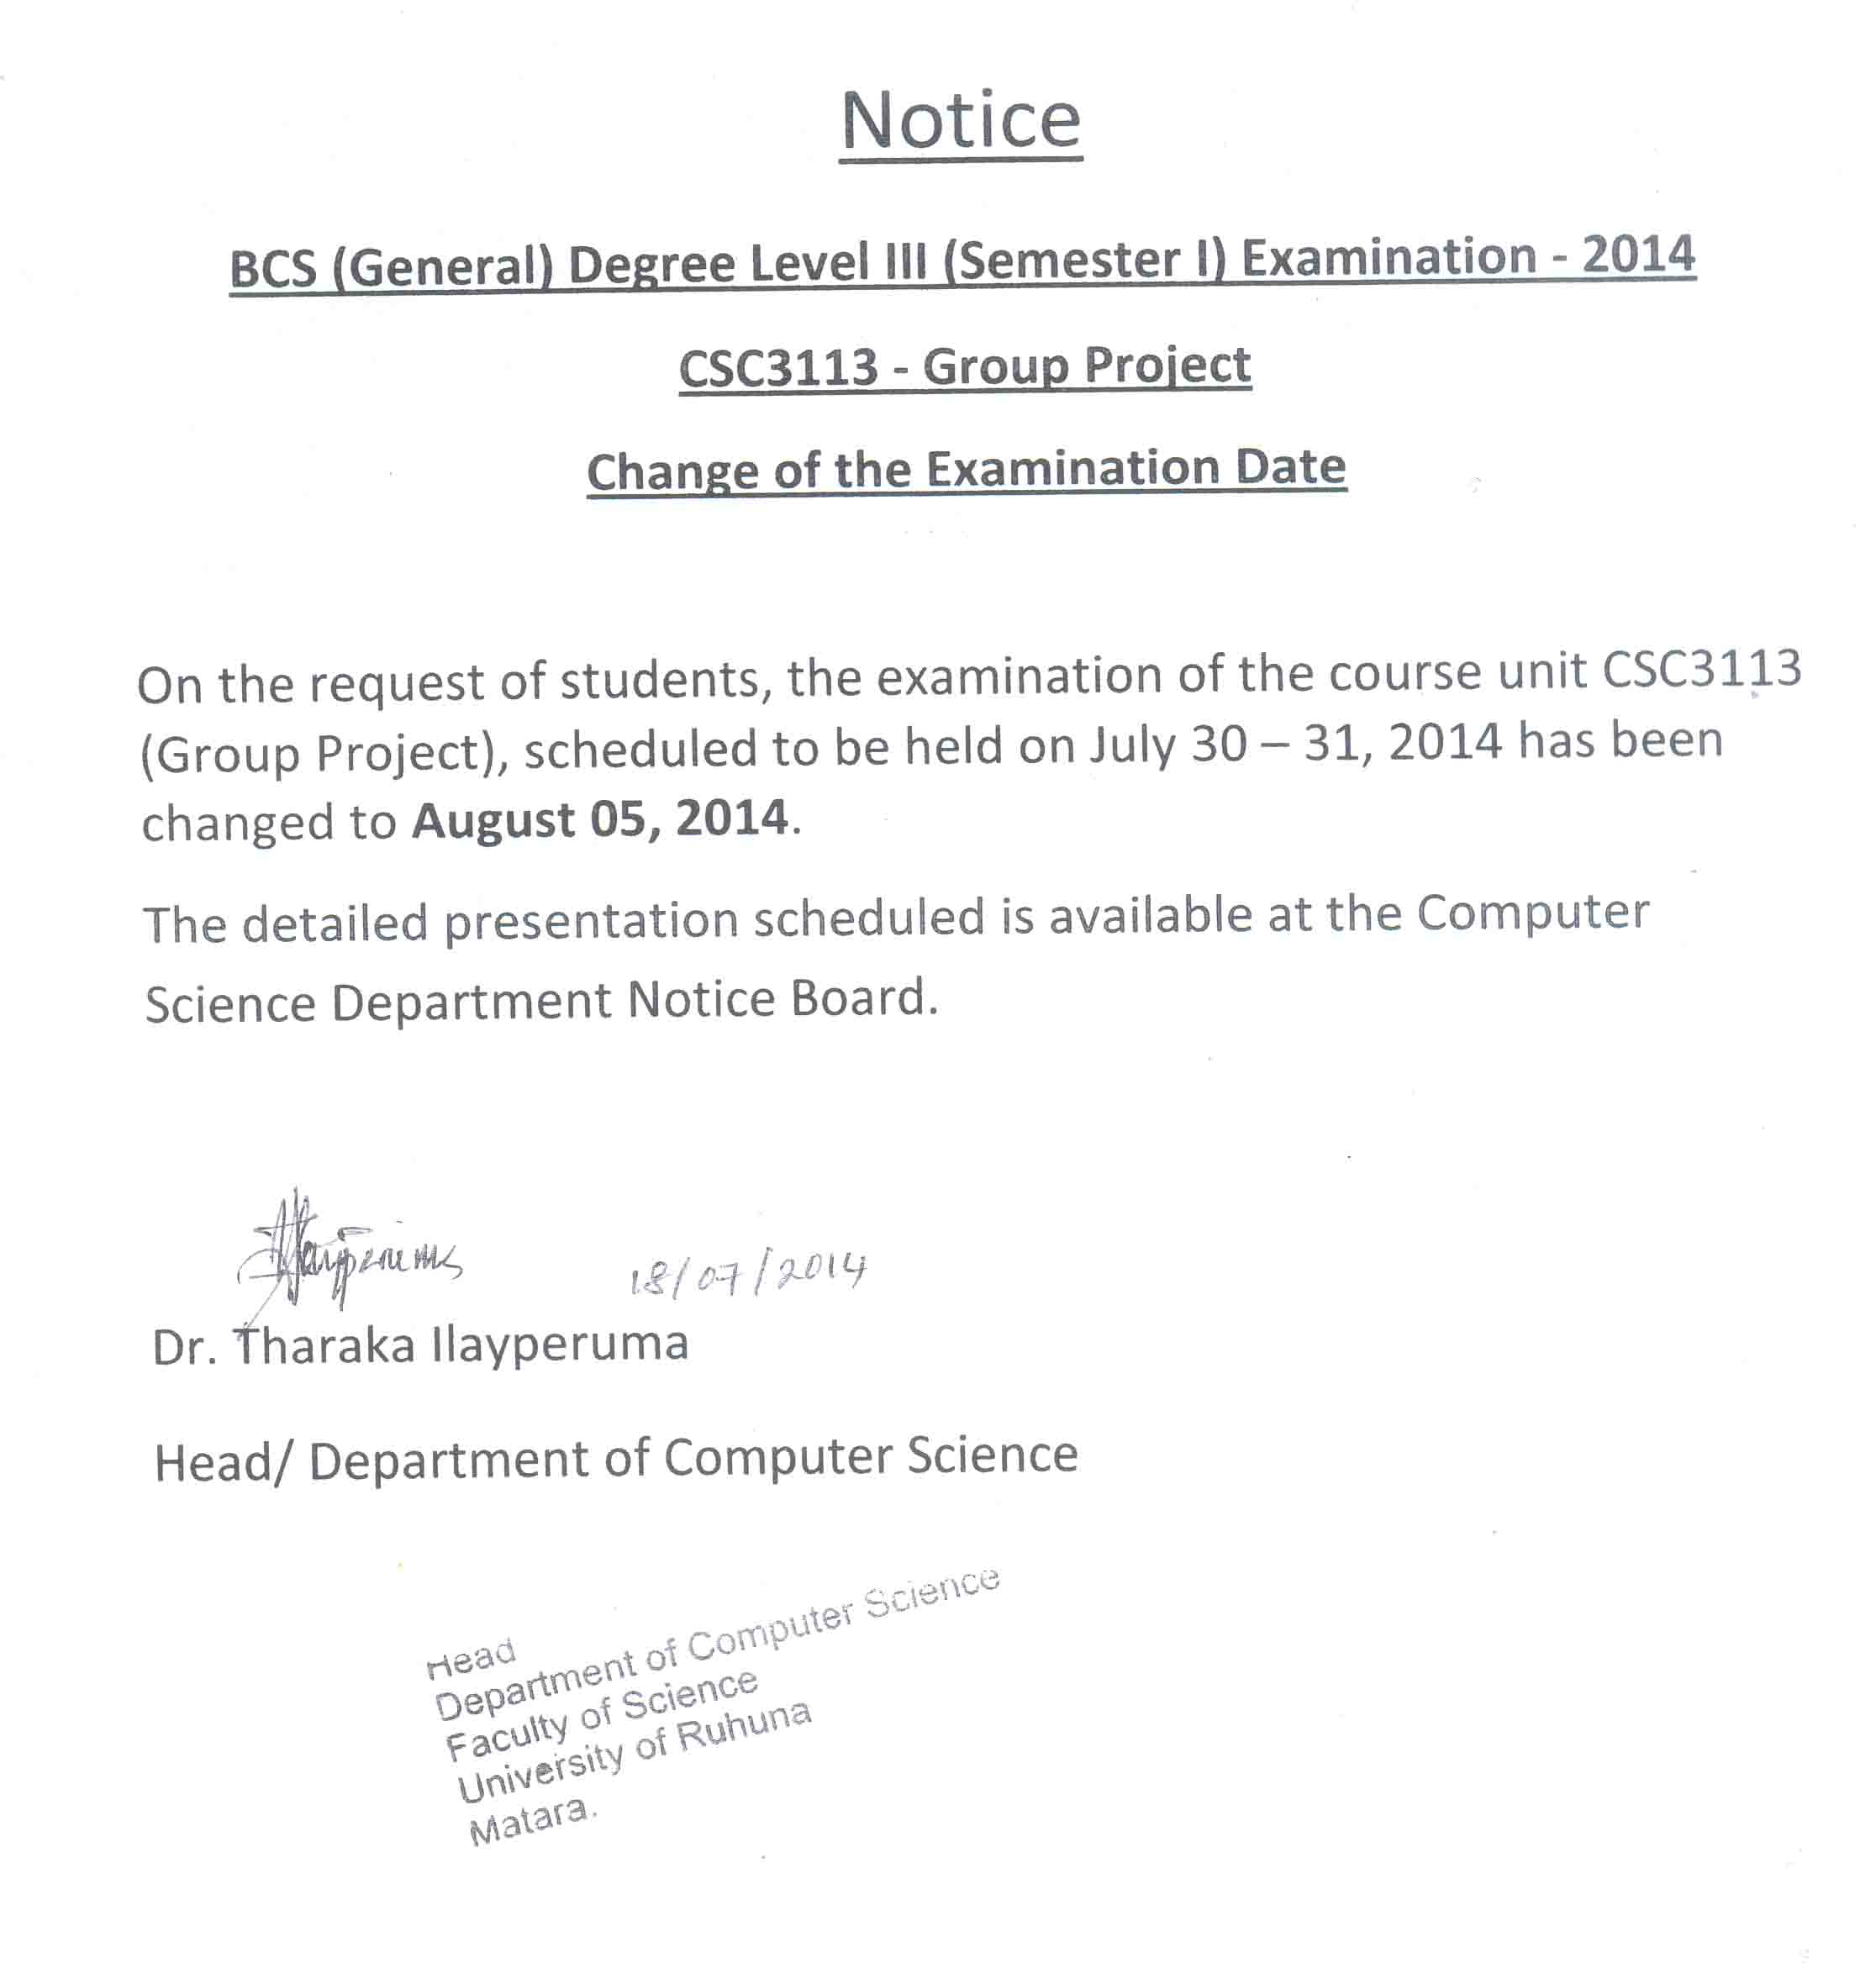 Notice
BCS (General) Degree Level III (Semester I) Examination - 2014
CSC3113 - Group Project
Change of the Examination Date
On the request of students, the examination of the course unit CSC3113
(Group Project), scheduled to be held on July 30 – 31, 2014 has been
changed to August 05, 2014.
The detailed presentation scheduled is available at the Computer
Science Department Notice Board.
18/07/2014
Dr. Tharaka Ilayperuma
Head/ Department of Computer Science
Head
Department of Computer Science
Faculty of Science
University of Ruhuna
Matara.